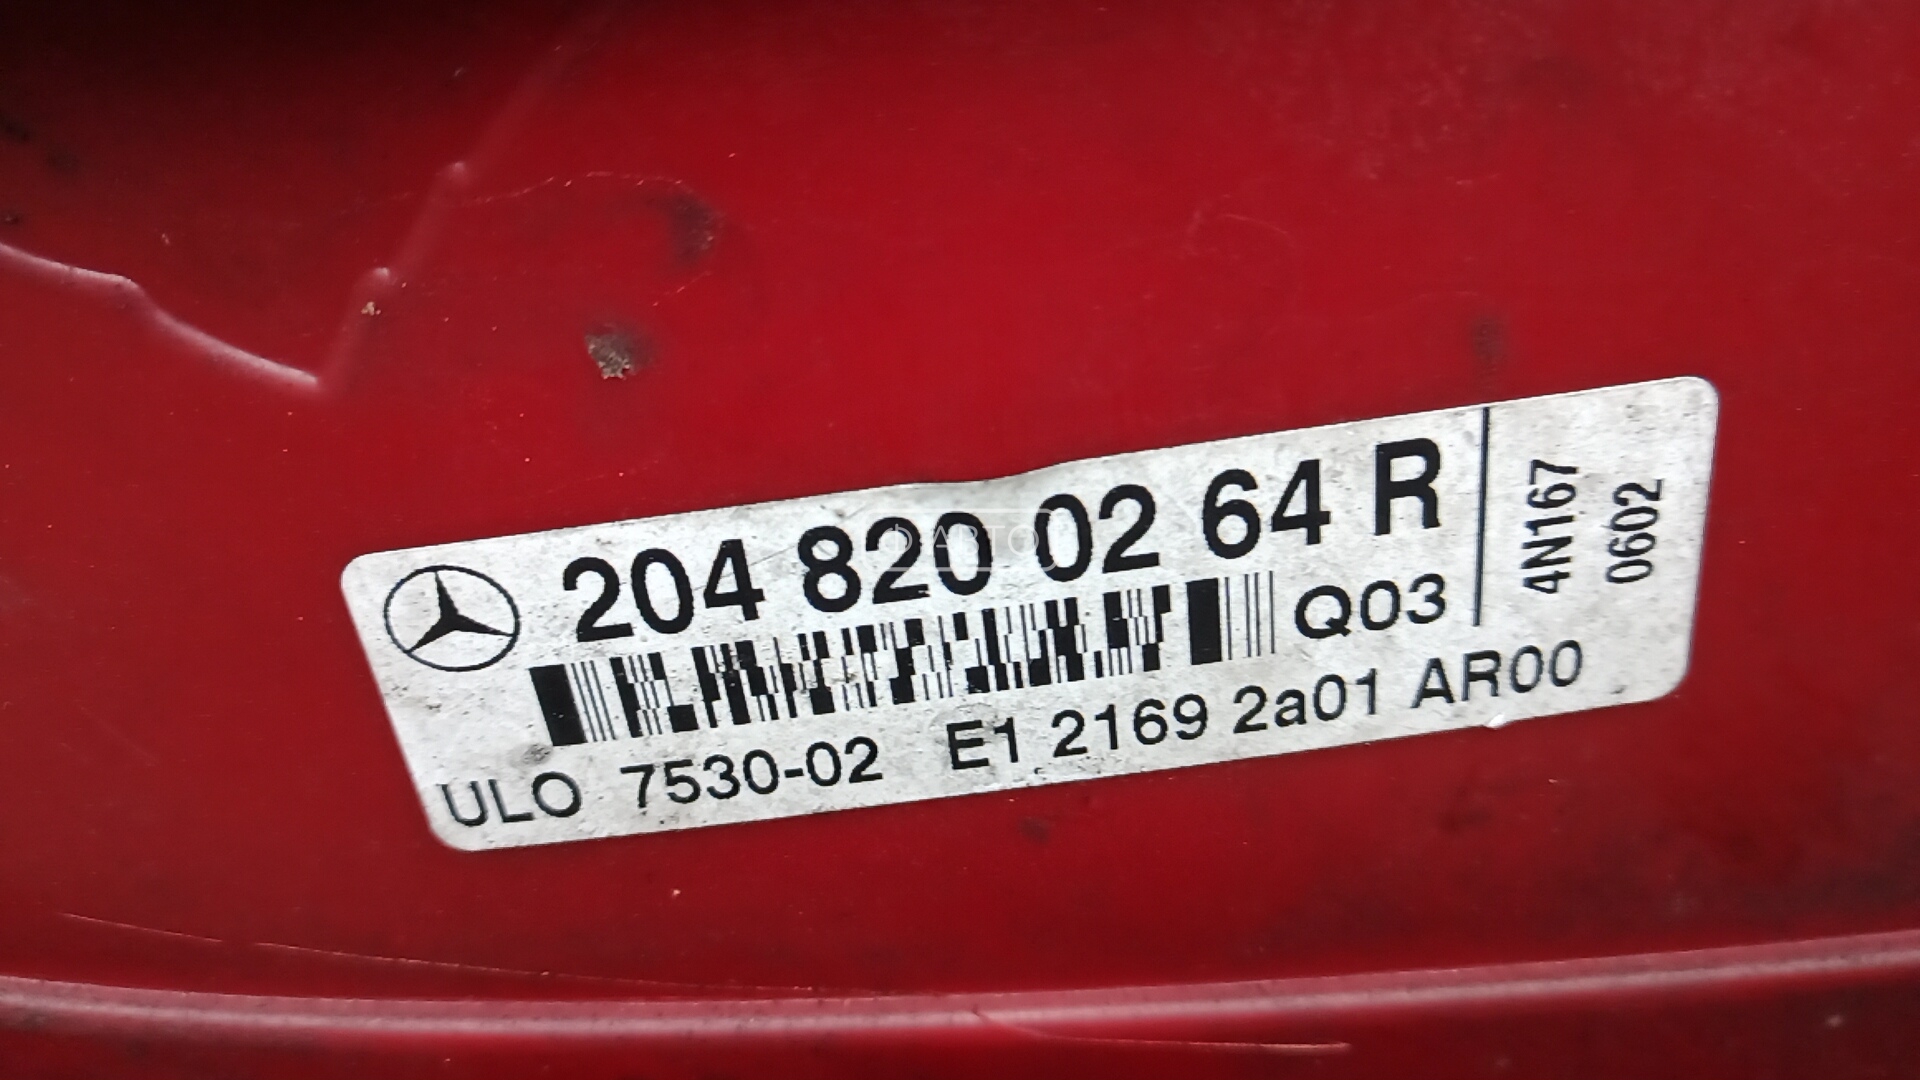 204 820 02 64 R
Q03
ULO 7530-02 E1 2169 2a01 AR00
4N167
0602